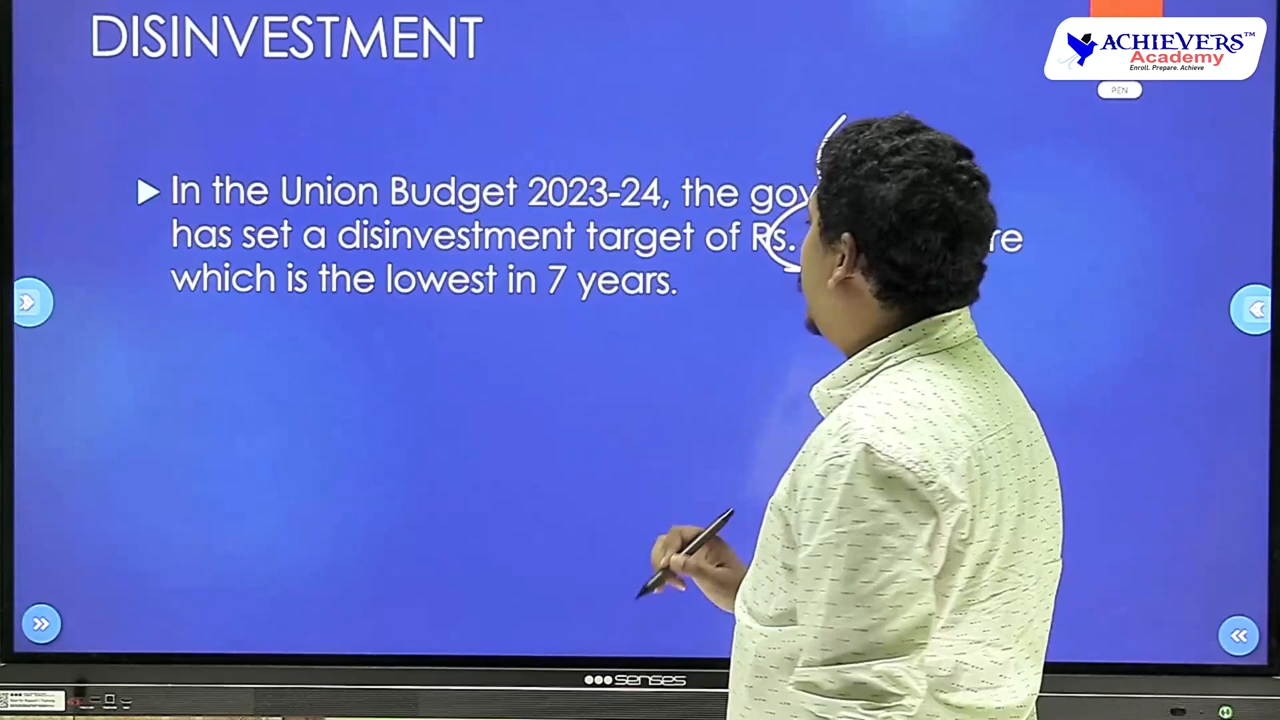 DISINVESTMENT
ACHIEVERS™
Academy
Enroll. Prepare. Achieve
PEN
In the Union Budget 2023-24, the gov
has set a disinvestment target of Rs. re
which is the lowest in 7 years.
senses